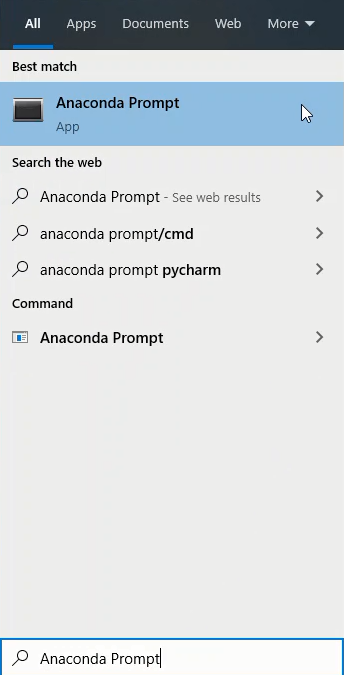 All Apps Documents Web More
Best match
Anaconda Prompt
App
Search the web
Anaconda Prompt - See web results
anaconda prompt/cmd
anaconda prompt pycharm
Command
Anaconda Prompt
Anaconda Prompt